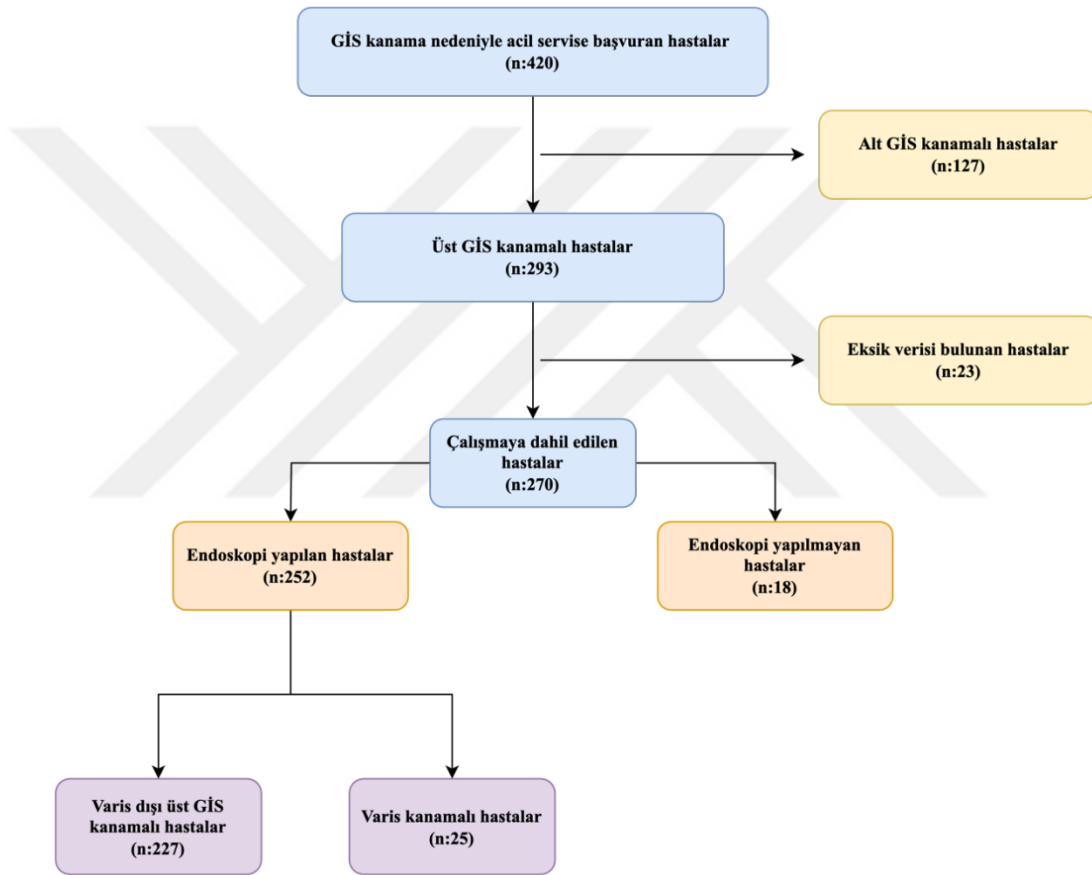 GİS kanama nedeniyle acil servise başvuran hastalar
(n:420)
Alt GİS kanamalı hastalar
(n:127)
Üst GİS kanamalı hastalar
(n:293)
Eksik verisi bulunan hastalar
(n:23)
Çalışmaya dahil edilen
hastalar
(n:270)
Endoskopi yapılan hastalar
(n:252)
Endoskopi yapılmayan
hastalar
(n:18)
Varis dışı üst GİS
kanamalı hastalar
(n:227)
Varis kanamalı hastalar
(n:25)